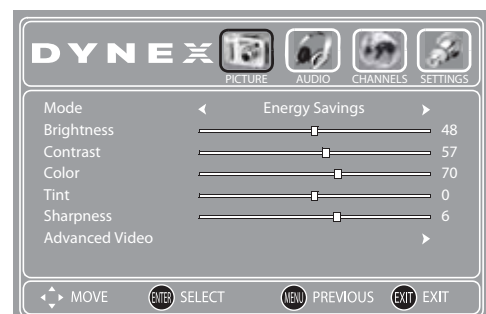 DYNEX
PICTURE AUDIO CHANNELS SETTINGS
Mode Energy Savings
Brightness 48
Contrast 57
Color 70
Tint 0
Sharpness 6
Advanced Video
MOVE ENTER SELECT MENU PREVIOUS EXIT EXIT